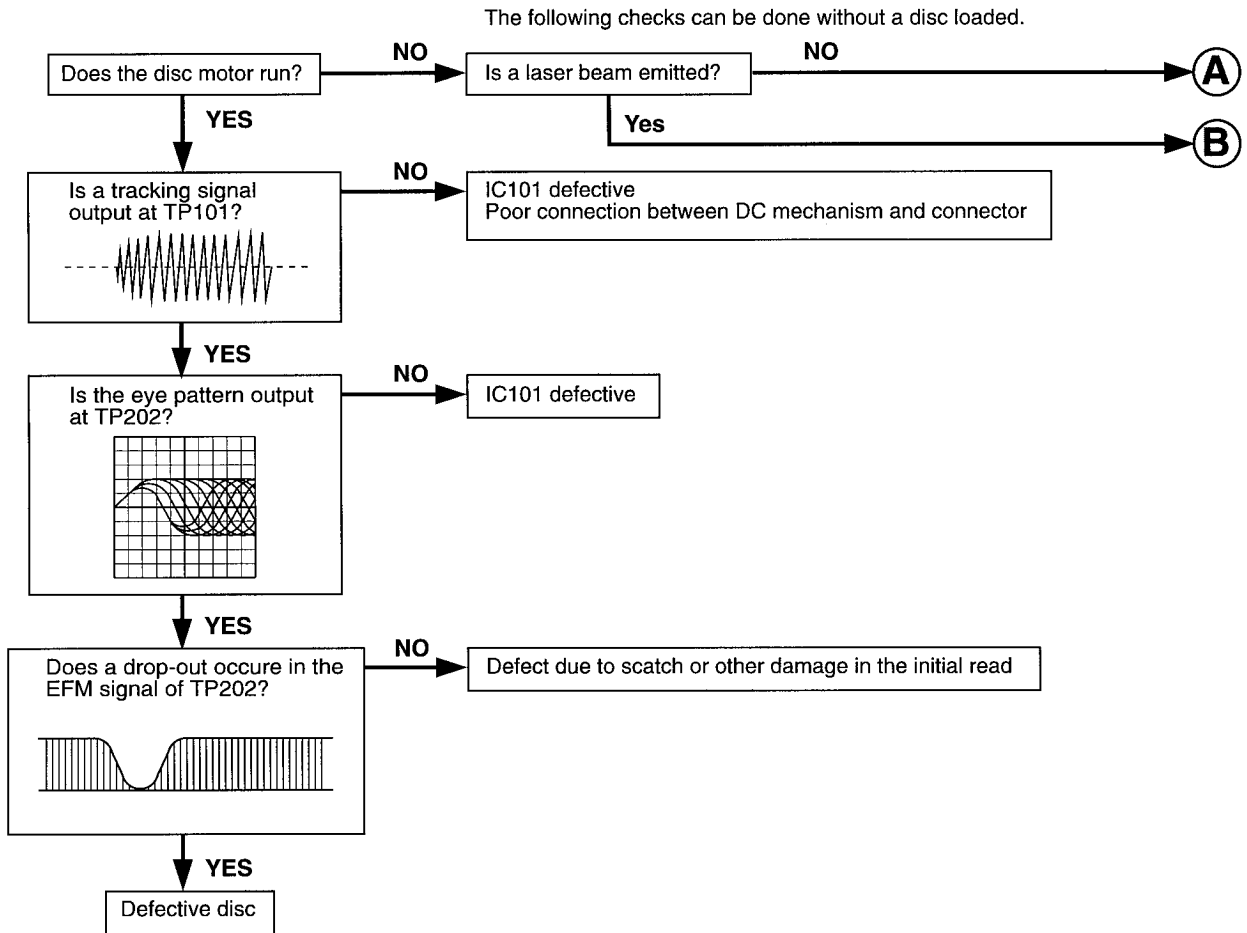 The following checks can be done without a disc loaded.
Does the disc motor run?
NO
Is a laser beam emitted?
NO
A
YES
Yes
B
Is a tracking signal
output at TP101?
NO
IC101 defective
Poor connection between DC mechanism and connector
YES
Is the eye pattern output
at TP202?
NO
IC101 defective
YES
Does a drop-out occure in the
EFM signal of TP202?
NO
Defect due to scatch or other damage in the initial read
YES
Defective disc